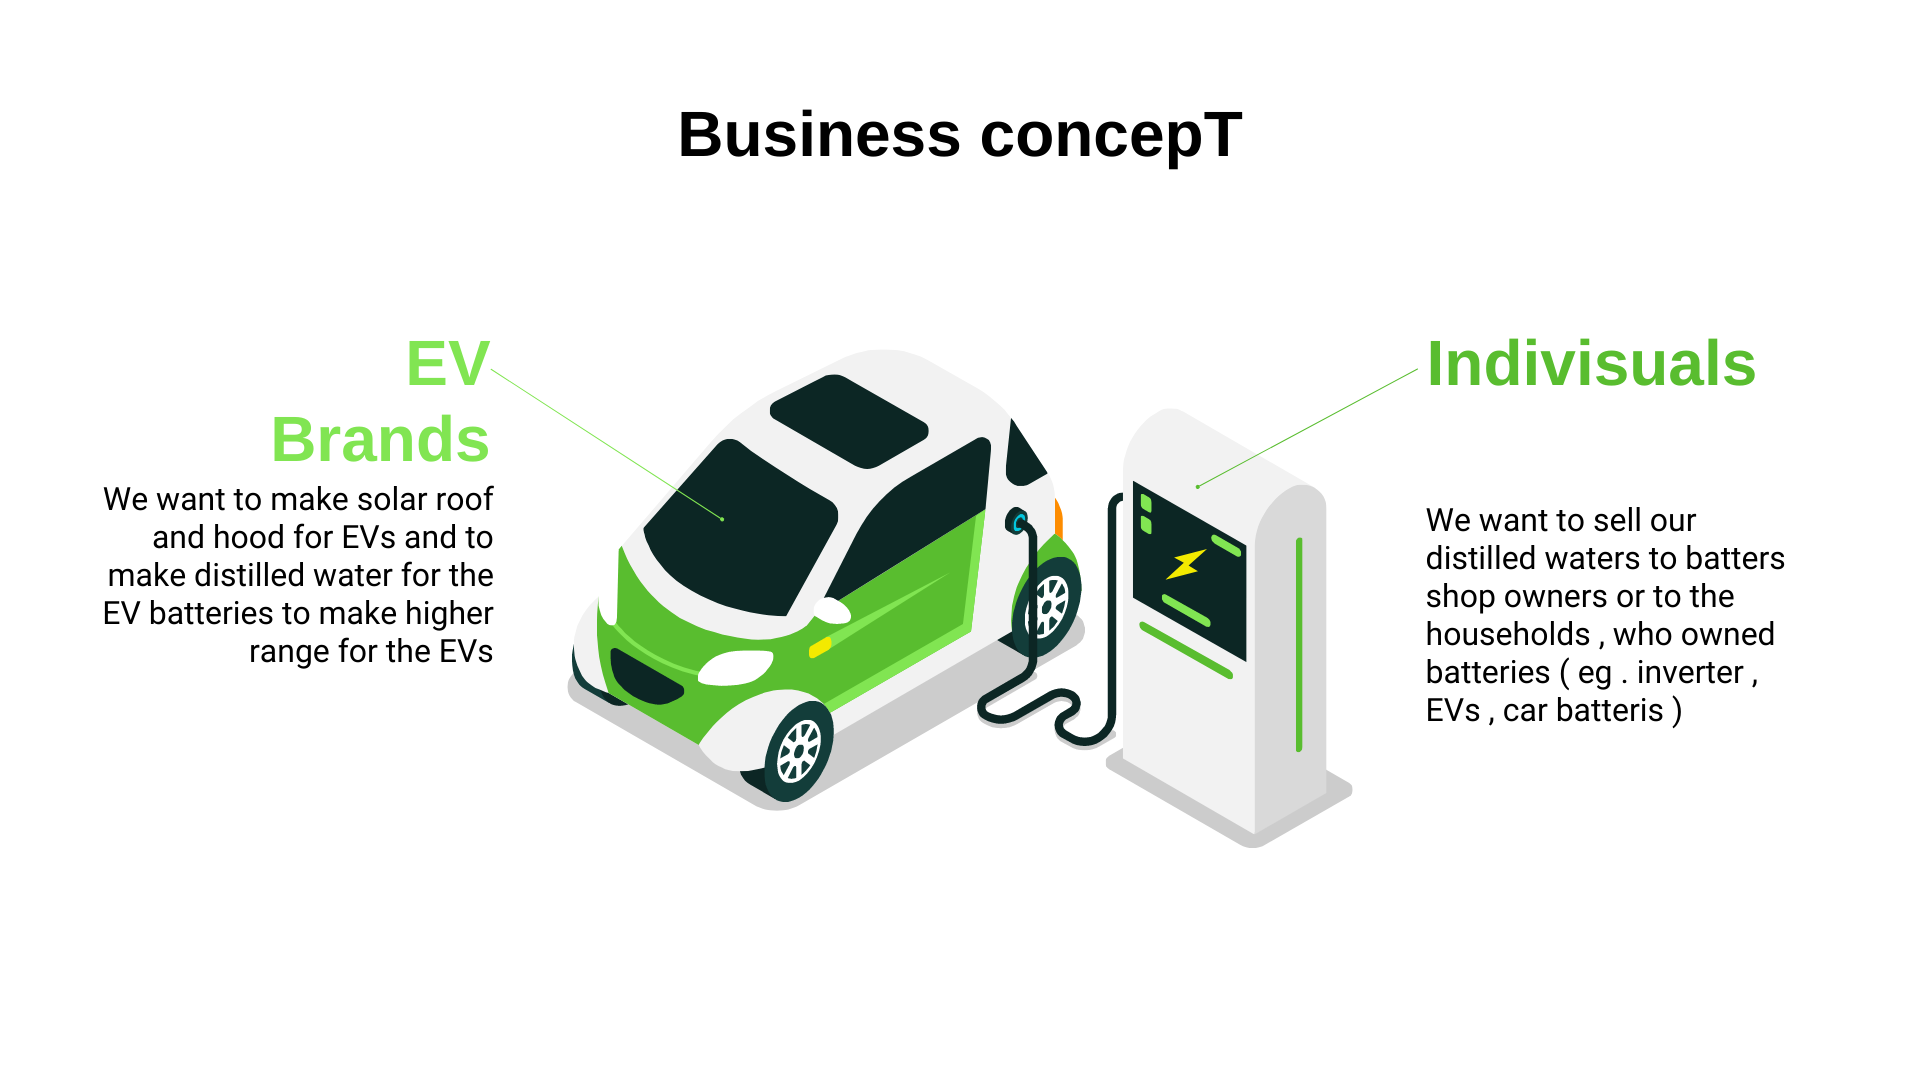 Business concepT
EV
Brands
We want to make solar roof
and hood for EVs and to
make distilled water for the
EV batteries to make higher
range for the EVs
Indivisuals
We want to sell our
distilled waters to batters
shop owners or to the
households , who owned
batteries ( eg . inverter ,
EVs , car batteris )